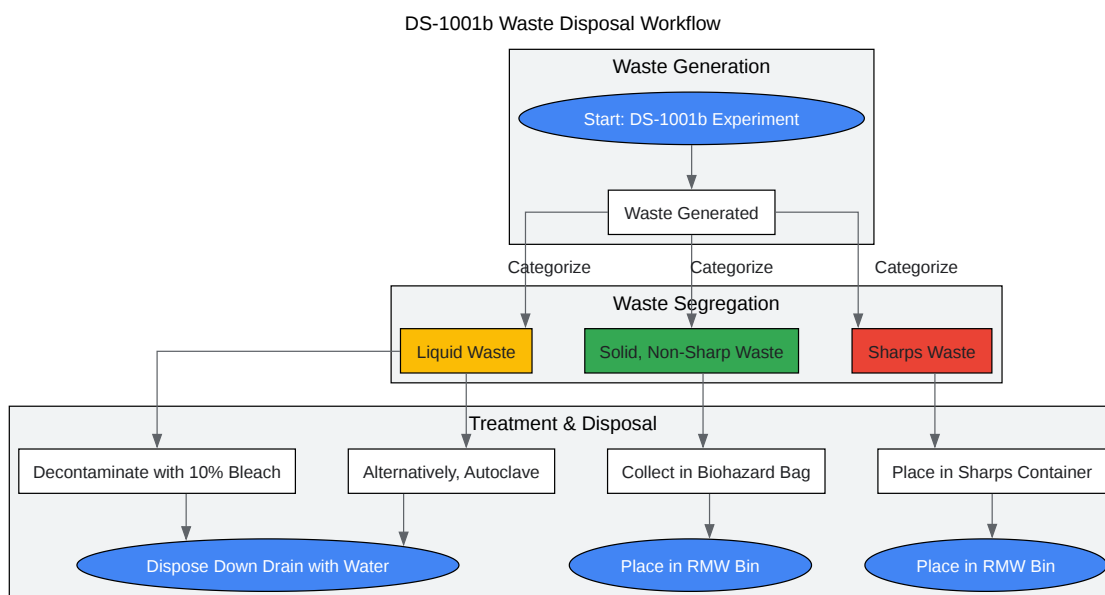 DS-1001b Waste Disposal Workflow
Waste Generation
Start: DS-1001b Experiment
Waste Generated
Categorize
Categorize
Categorize
Waste Segregation
Liquid Waste
Solid, Non-Sharp Waste
Sharps Waste
Treatment & Disposal
Decontaminate with 10% Bleach
Alternatively, Autoclave
Collect in Biohazard Bag
Place in Sharps Container
Dispose Down Drain with Water
Place in RMW Bin
Place in RMW Bin